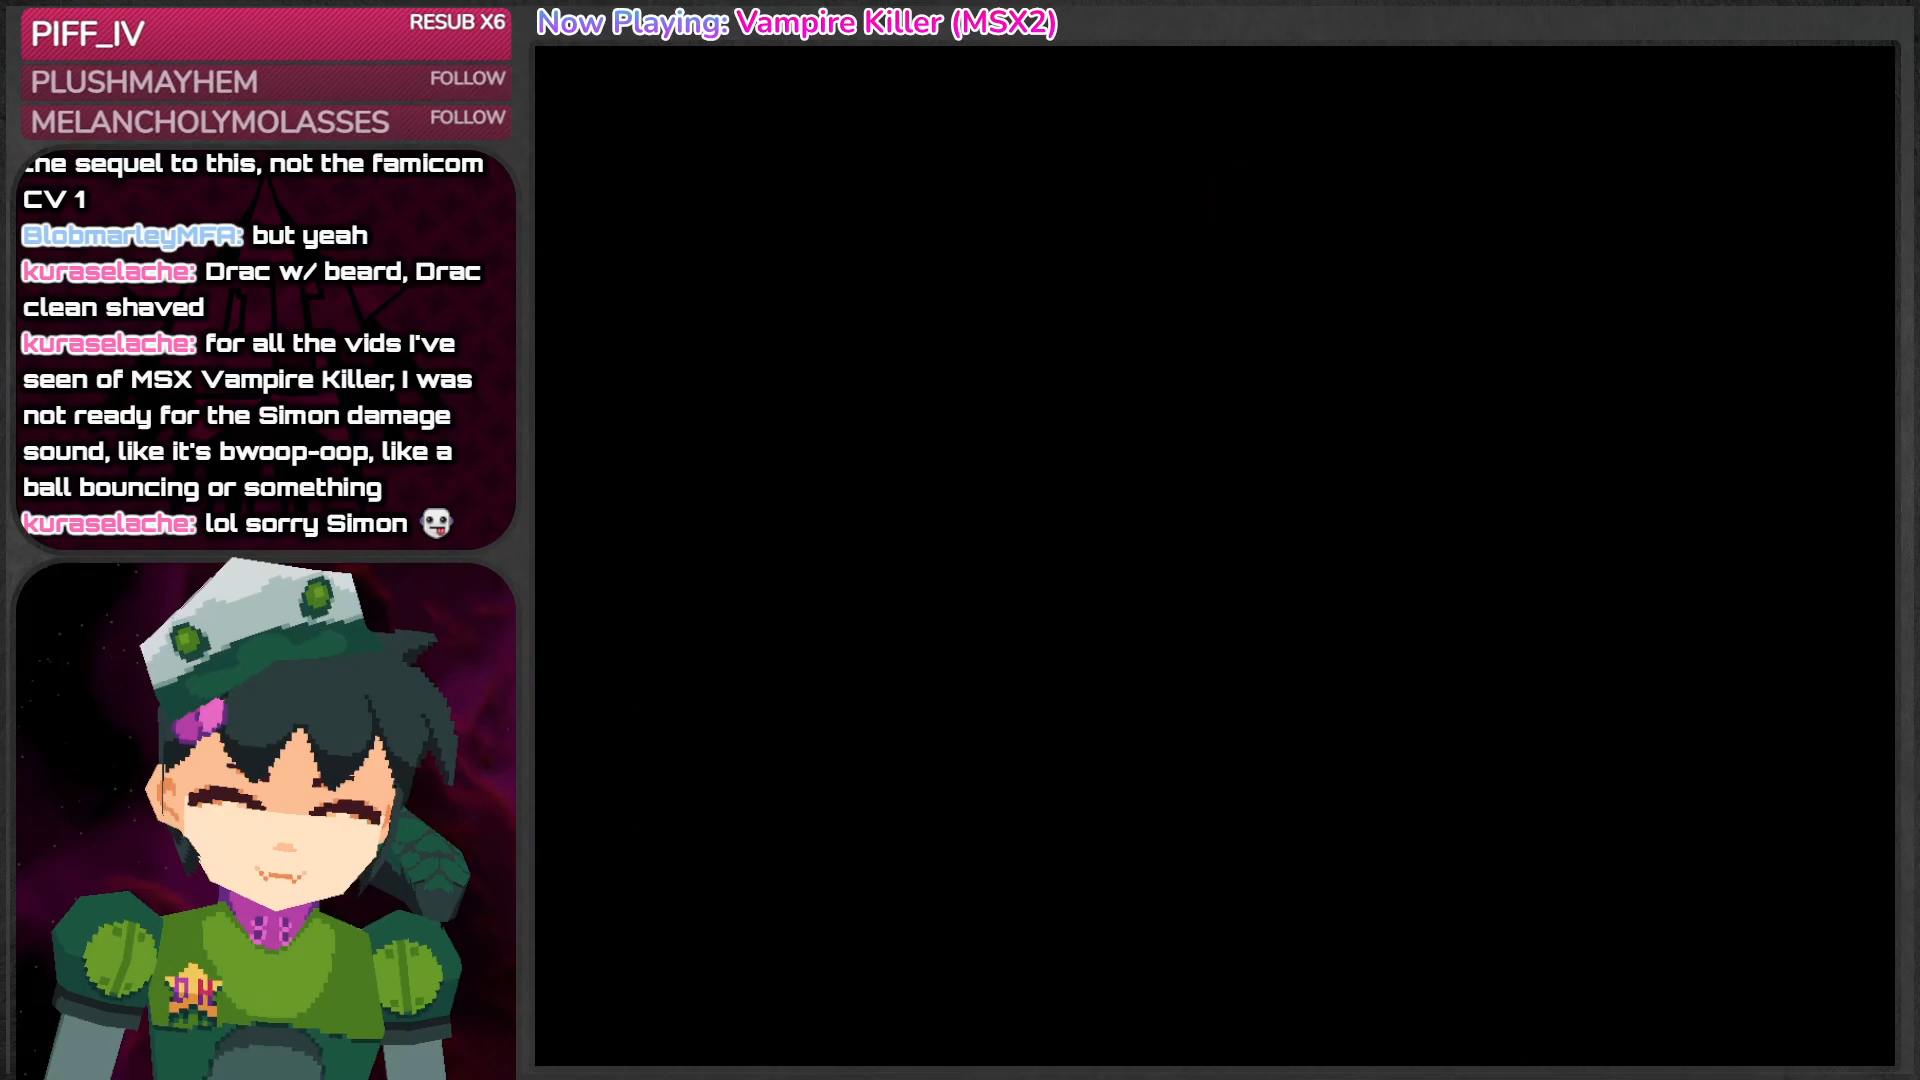 PIFF_IV RESUB X6
PLUSHMAYHEM FOLLOW
MELANCHOLYMOLASSES FOLLOW
Now Playing: Vampire Killer (MSX2)
the sequel to this, not the famicom
CV 1
BlobmarleyMFR: but yeah
kuraselache: Drac w/ beard, Drac
clean shaved
kuraselache: for all the vids I've
seen of MSX Vampire Killer, I was
not ready for the Simon damage
sound, like it's bwoop-oop, like a
ball bouncing or something
kuraselache: lol sorry Simon 👻